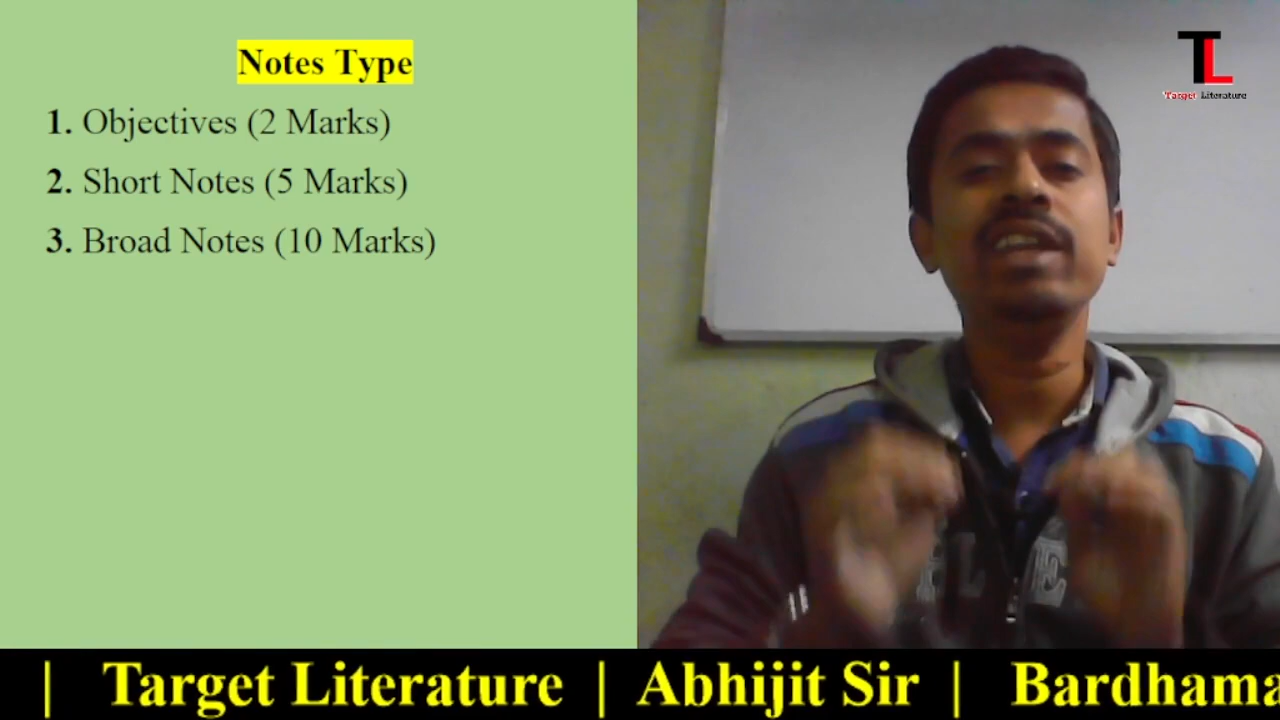 Notes Type
1. Objectives (2 Marks)
2. Short Notes (5 Marks)
3. Broad Notes (10 Marks)
TL
Target Literature
| Target Literature | Abhijit Sir | Bardhama